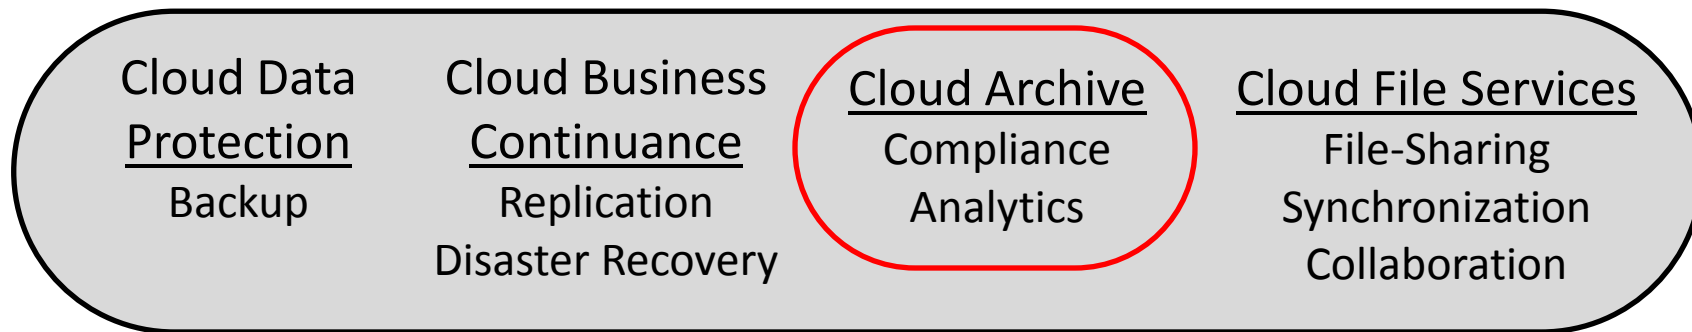 Cloud Data
Protection
Backup
Cloud Business
Continuance
Replication
Disaster Recovery
Cloud Archive
Compliance
Analytics
Cloud File Services
File-Sharing
Synchronization
Collaboration